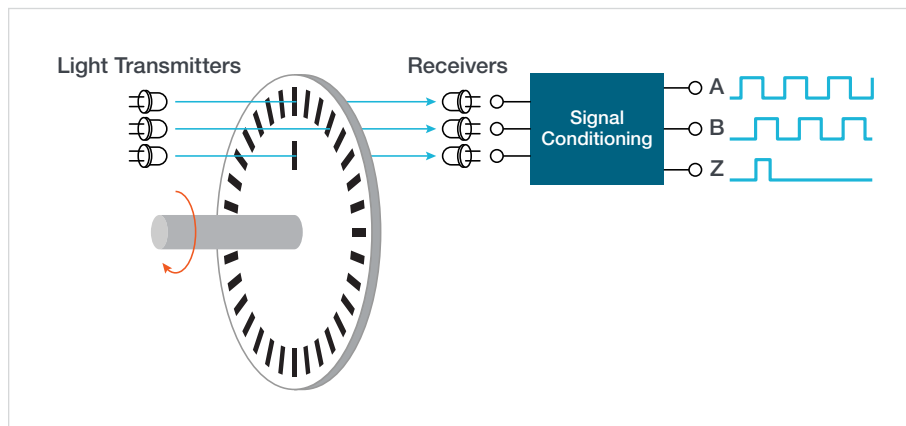 Light Transmitters
Receivers
Signal
Conditioning
A
B
Z